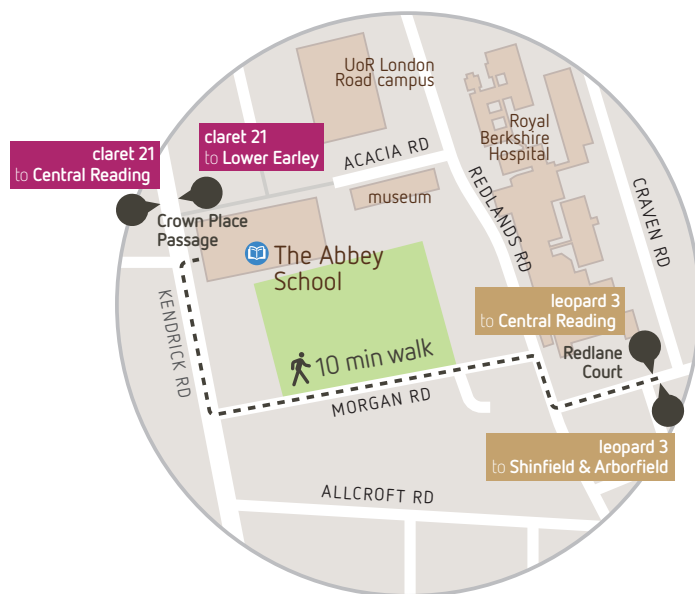 UoR London
Road campus
claret 21
to Lower Earley
claret 21
to Central Reading
Crown Place
Passage
ACACIA RD
museum
Royal
Berkshire
Hospital
REDLANDS RD
CRAVEN RD
The Abbey
School
KENDRICK RD
leopard 3
to Central Reading
Redlane
Court
10 min walk
MORGAN RD
leopard 3
to Shinfield & Arborfield
ALLCROFT RD